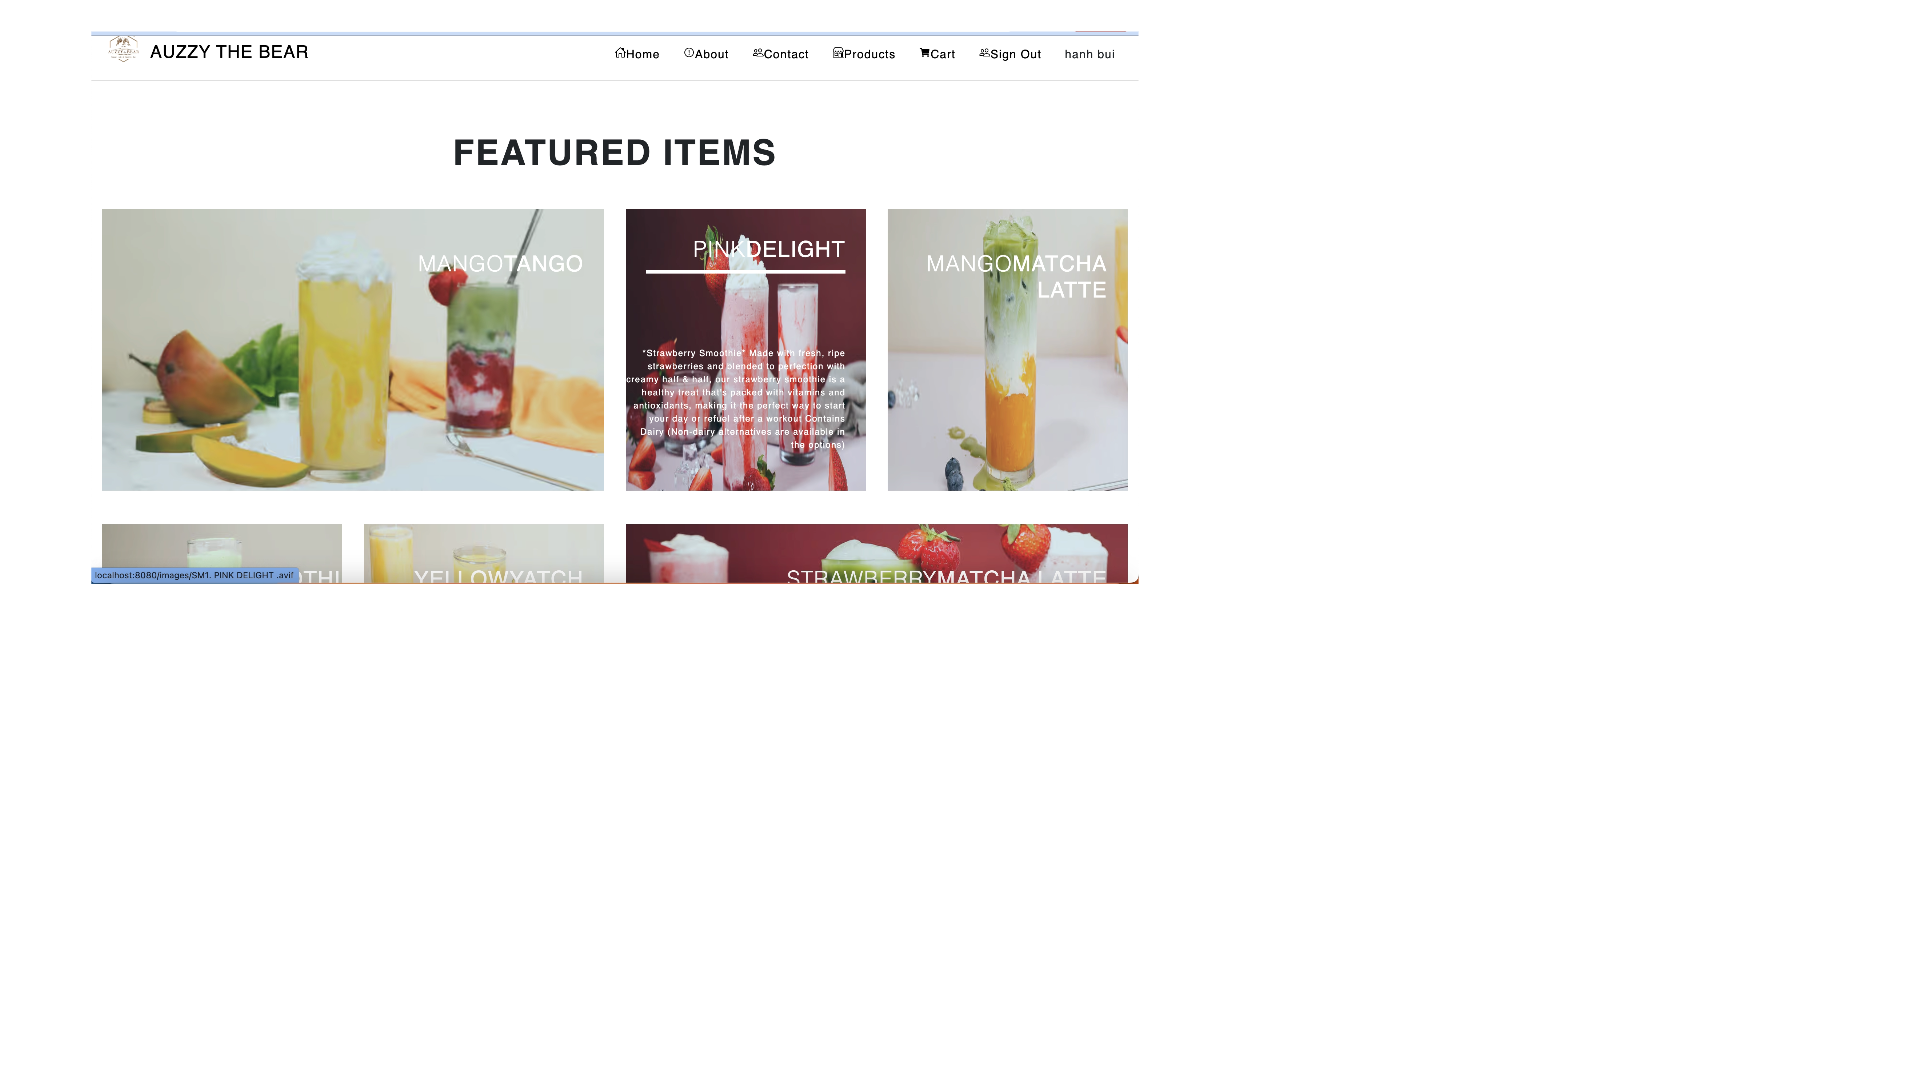 AUZZY THE BEAR
Home About Contact Products Cart Sign Out hanh bui
FEATURED ITEMS
MANGOTANGO
PINKDELIGHT
"Strawberry Smoothie" Made with fresh, ripe
strawberries and blended to perfection with
creamy half & half, our strawberry smoothie is a
healthy treat that's packed with vitamins and
antioxidants, making it the perfect way to start
your day or refuel after a workout Contains
Dairy (Non-dairy alternatives are available in
the options)
MANGOMATCHA
LATTE
YELLOWYATCH
STRAWBERRYMATCHA LATTE
localhost:8080/images/SM1. PINK DELIGHT .avif